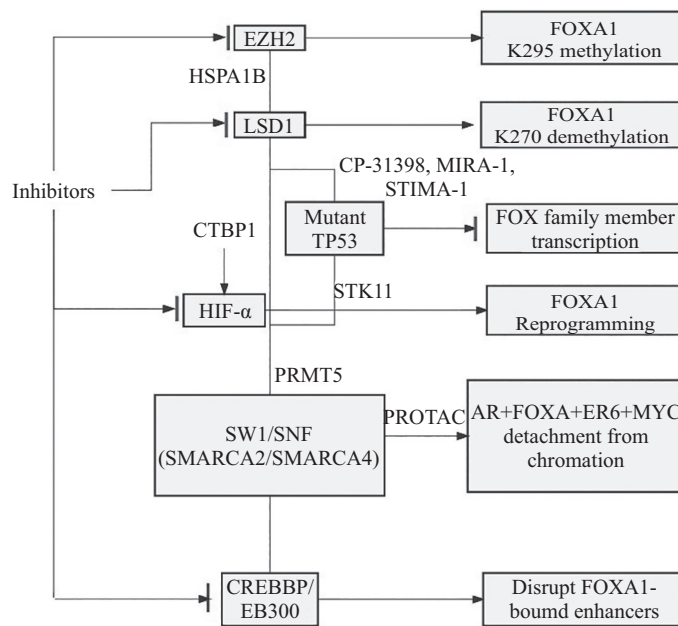 FOXA1
K295 methylation
EZH2
HSPA1B
LSD1
FOXA1
K270 demethylation
CP-31398, MIRA-1,
STIMA-1
Inhibitors
Mutant
TP53
FOX family member
transcription
CTBP1
STK11
HIF-α
FOXA1
Reprogramming
PRMT5
SW1/SNF
(SMARCA2/SMARCA4)
PROTAC
AR+FOXA+ER6+MYC
detachment from
chromation
CREBBP/
EB300
Disrupt FOXA1-
boumd enhancers